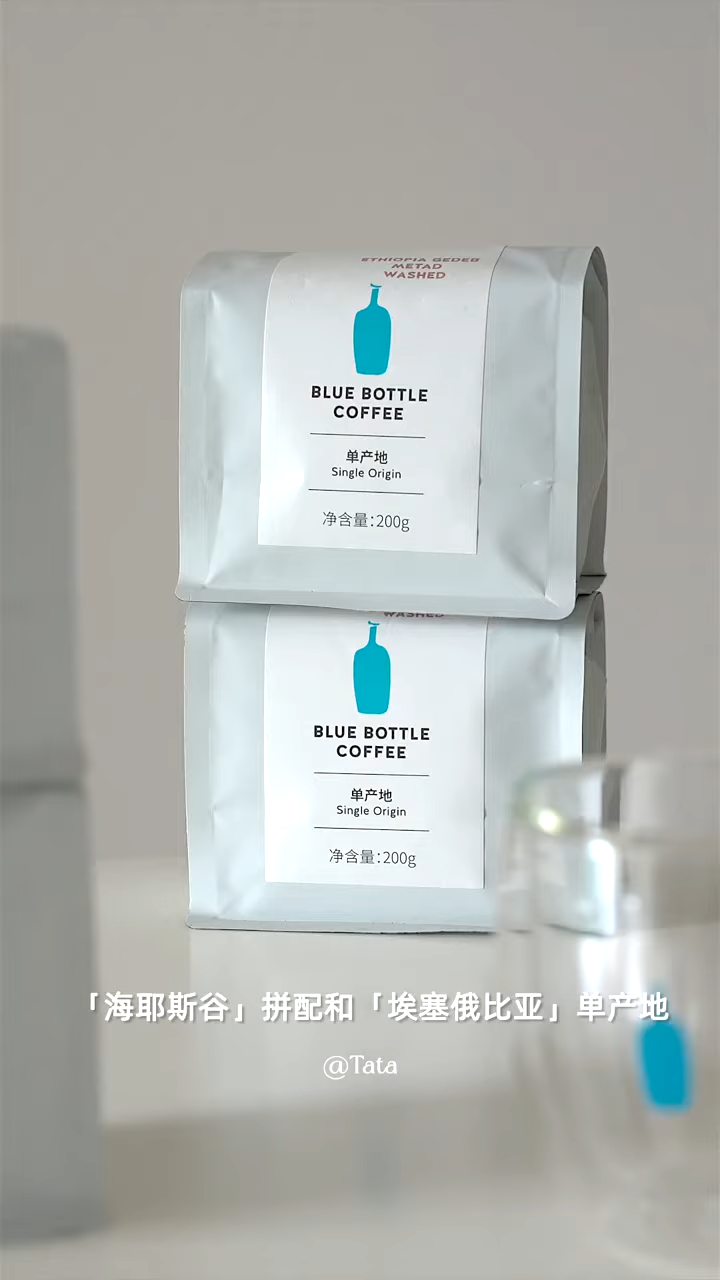 ETHIOPIA GEDEB
METAD
WASHED
BLUE BOTTLE
COFFEE
单产地
Single Origin
净含量:200g
WASHED
BLUE BOTTLE
COFFEE
单产地
Single Origin
净含量:200g
「海耶斯谷」拼配和「埃塞俄比亚」单产地
@Tata